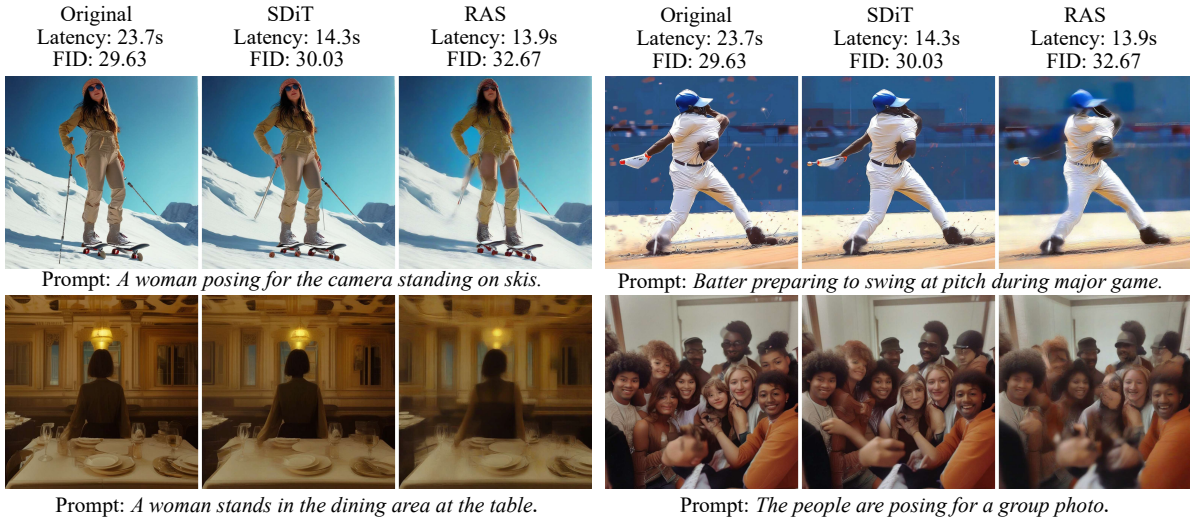 Original SDiT RAS Original SDiT RAS
Latency: 23.7s Latency: 14.3s Latency: 13.9s Latency: 23.7s Latency: 14.3s Latency: 13.9s
FID: 29.63 FID: 30.03 FID: 32.67 FID: 29.63 FID: 30.03 FID: 32.67
Prompt: A woman posing for the camera standing on skis.
Prompt: Batter preparing to swing at pitch during major game.
Prompt: A woman stands in the dining area at the table.
Prompt: The people are posing for a group photo.